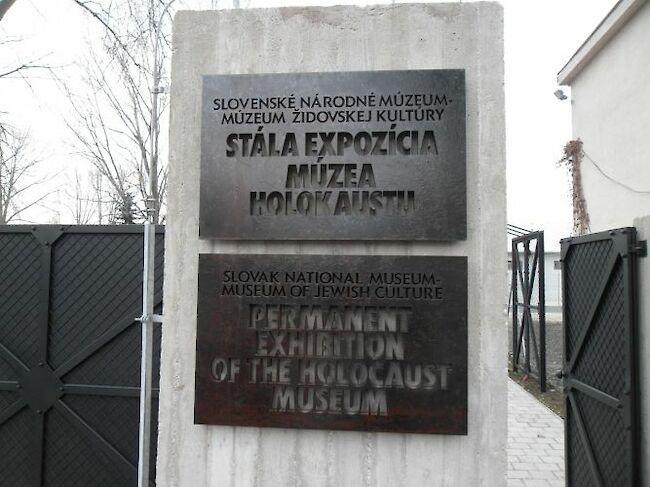 SLOVENSKÉ NÁRODNÉ MÚZEUM-
MÚZEUM ŽIDOVSKEJ KULTÚRY
STÁLA EXPOZÍCIA
MÚZEA
HOLOKAUSTU
SLOVAK NATIONAL MUSEUM-
MUSEUM OF JEWISH CULTURE
PERMANENT
EXHIBITION
OF THE HOLOCAUST
MUSEUM